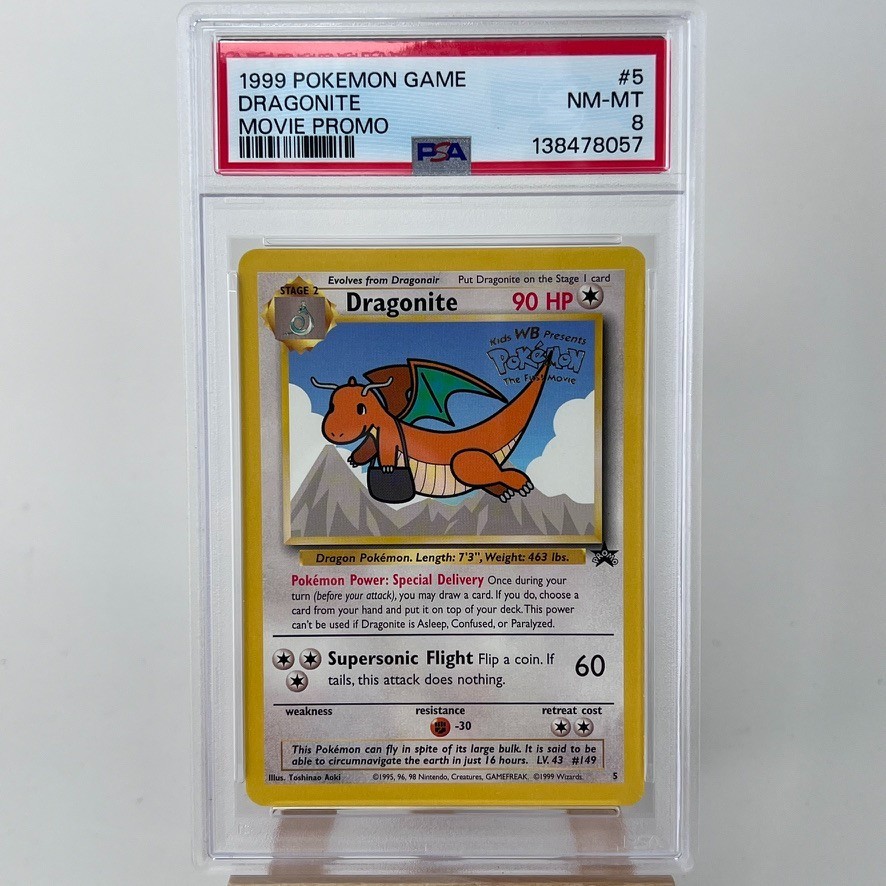 1999 POKEMON GAME #5
DRAGONITE NM-MT
MOVIE PROMO 8
PSA 138478057
Evolves from Dragonair Put Dragonite on the Stage 1 card
STAGE 2 Dragonite 90 HP
Kids WB Presents
POKéMON
The First Movie
Dragon Pokémon. Length: 7'3", Weight: 463 lbs.
PROMO
Pokémon Power: Special Delivery Once during your
turn (before your attack), you may draw a card. If you do, choose a
card from your hand and put it on top of your deck. This power
can't be used if Dragonite is Asleep, Confused, or Paralyzed.
Supersonic Flight Flip a coin. If 60
tails, this attack does nothing.
weakness resistance retreat cost
-30
This Pokémon can fly in spite of its large bulk. It is said to be
able to circumnavigate the earth in just 16 hours. LV. 43 #149
Illus. Toshinao Aoki ©1995, 96, 98 Nintendo, Creatures, GAMEFREAK. ©1999 Wizards. 5
PSA